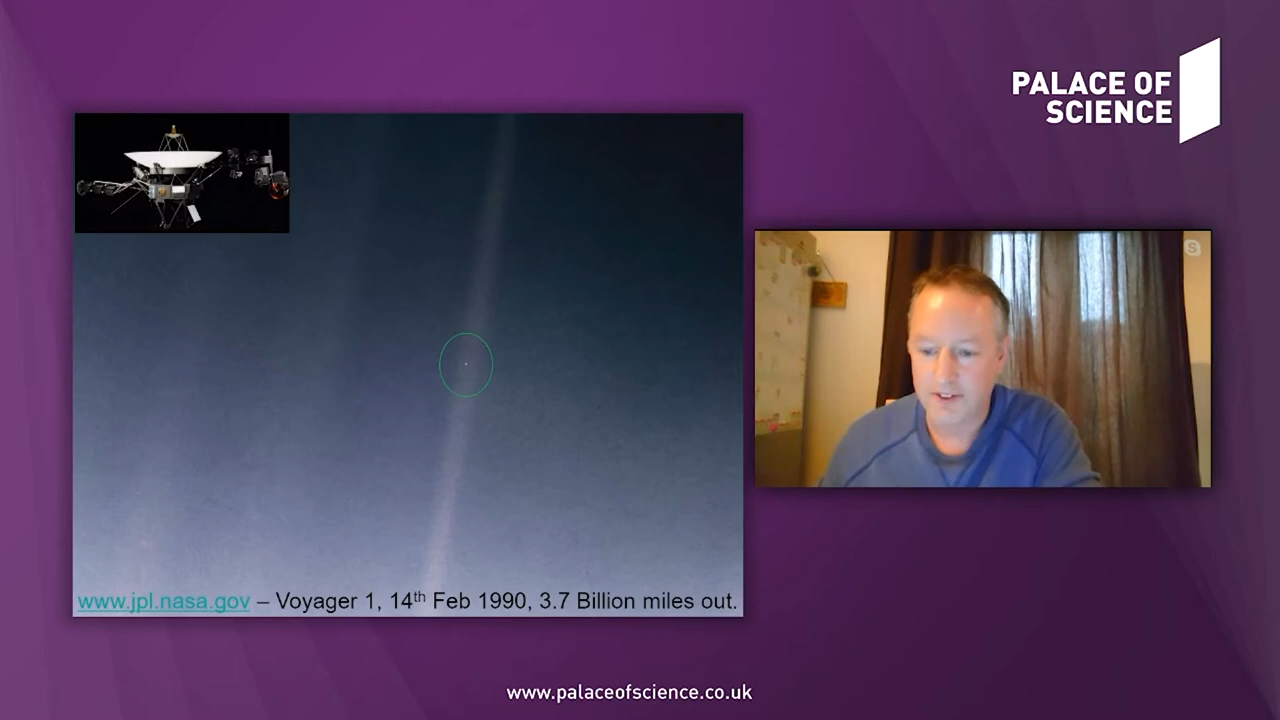 PALACE OF
SCIENCE
S
www.jpl.nasa.gov – Voyager 1, 14th Feb 1990, 3.7 Billion miles out.
www.palaceofscience.co.uk